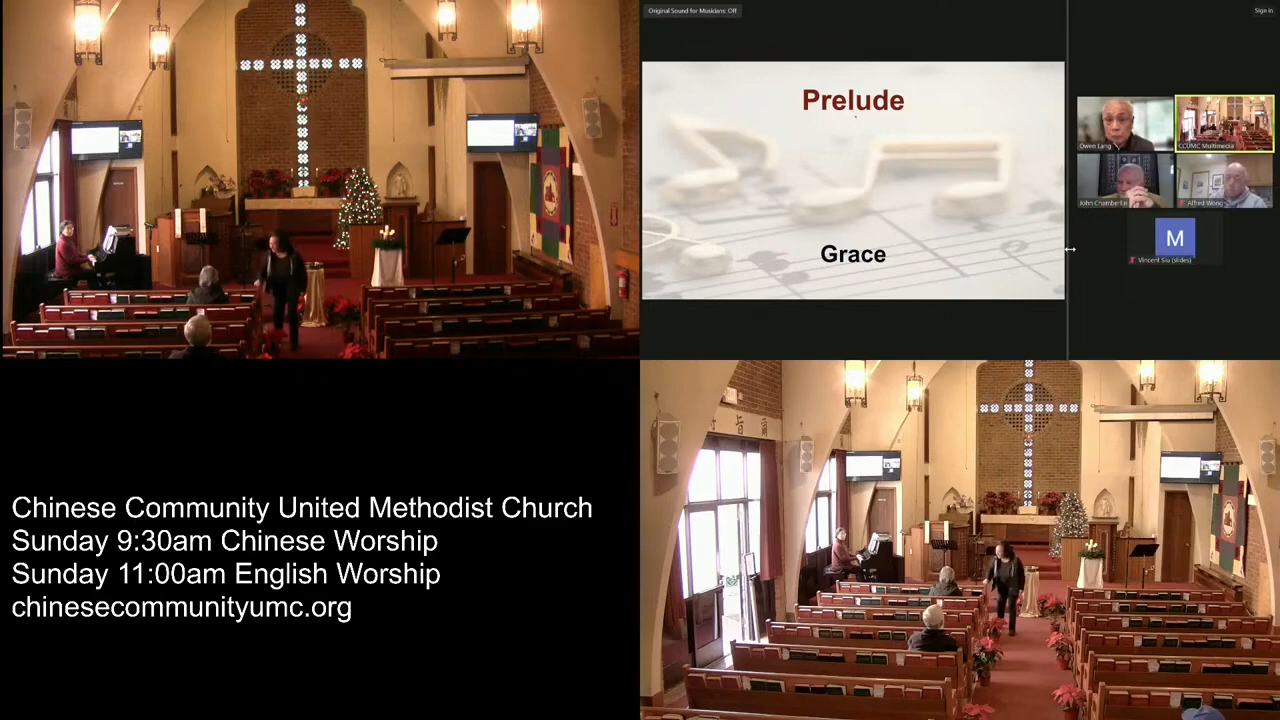 Original Sound for Musicians: Off
Sign in
Prelude
Grace
Owen Lang
CCUMC Multimedia
John Chamberlin
Alfred Wong
M
Vincent Siu (slides)
Chinese Community United Methodist Church
Sunday 9:30am Chinese Worship
Sunday 11:00am English Worship
chinesecommunityumc.org